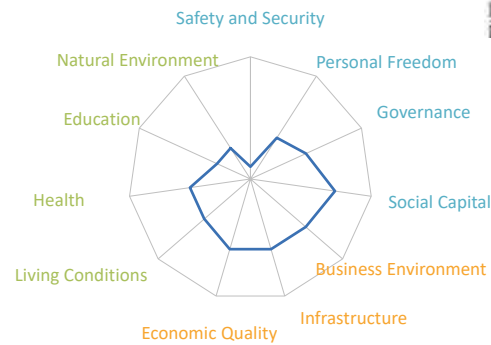 Safety and Security
Natural Environment
Personal Freedom
Education
Governance
Health
Social Capital
Living Conditions
Business Environment
Economic Quality
Infrastructure